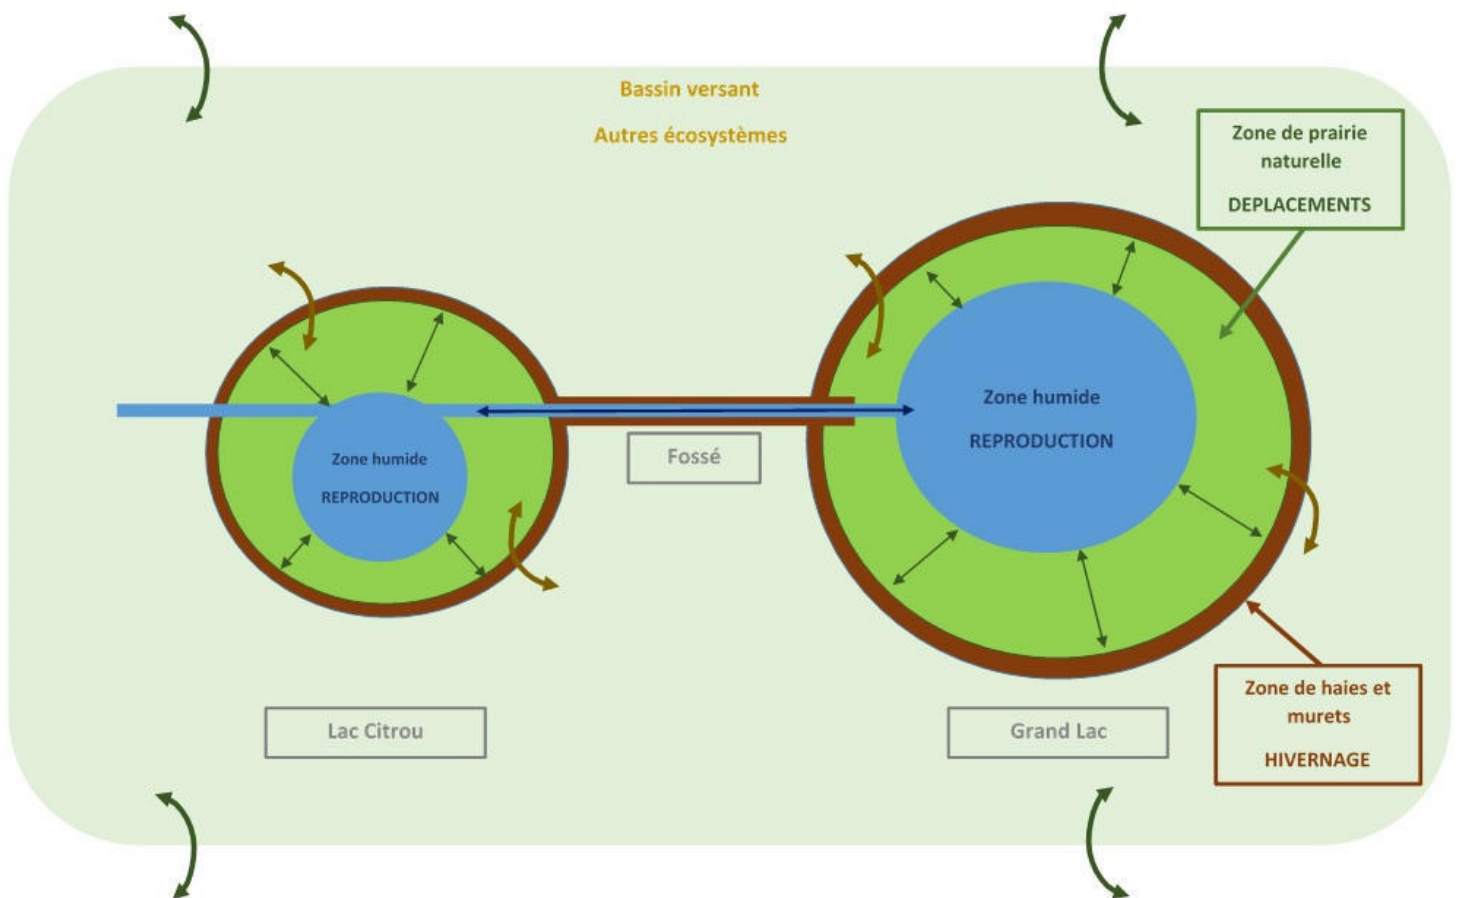 Bassin versant
Autres écosystèmes
Zone de prairie
naturelle
DEPLACEMENTS
Zone humide
REPRODUCTION
Zone humide
REPRODUCTION
Fossé
Lac Citrou
Grand Lac
Zone de haies et
murets
HIVERNAGE